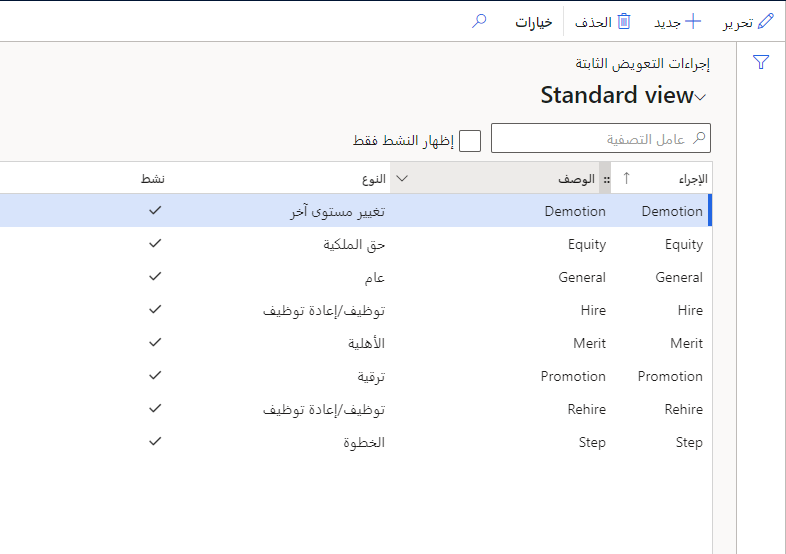 تحرير جديد الحذف خيارات
إجراءات التعويض الثابتة
Standard view
عامل التصفية إظهار النشط فقط
الإجراء الوصف النوع نشط
Demotion Demotion تغيير مستوى آخر
Equity Equity حق الملكية
General General عام
Hire Hire توظيف/إعادة توظيف
Merit Merit الأهلية
Promotion Promotion ترقية
Rehire Rehire توظيف/إعادة توظيف
Step Step الخطوة